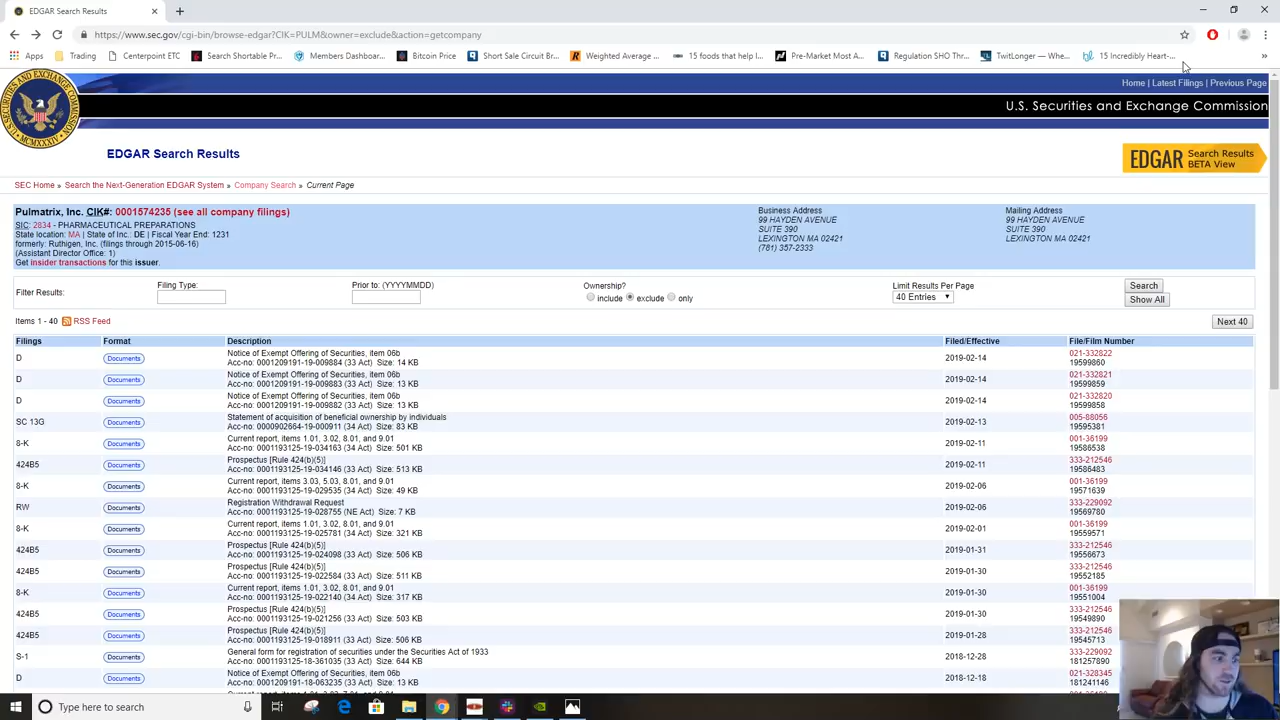 EDGAR Search Results
https://www.sec.gov/cgi-bin/browse-edgar?CIK=PULM&owner=exclude&action=getcompany
Apps Trading Centerpoint ETC Search Shortable Pr... Members Dashboar... Bitcoin Price Short Sale Circuit Br... Weighted Average ... 15 foods that help l... Pre-Market Most A... Regulation SHO Thr... TwitLonger — Whe... 15 Incredibly Heart-... »
Home | Latest Filings | Previous Page
U.S. Securities and Exchange Commission
EDGAR Search Results
EDGAR Search Results BETA View
SEC Home » Search the Next-Generation EDGAR System » Company Search » Current Page
Pulmatrix, Inc. CIK#: 0001574235 (see all company filings)
SIC: 2834 - PHARMACEUTICAL PREPARATIONS
State location: MA | State of Inc.: DE | Fiscal Year End: 1231
formerly: Ruthigen, Inc. (filings through 2015-06-16)
(Assistant Director Office: 1)
Get insider transactions for this issuer.
Business Address
99 HAYDEN AVENUE
SUITE 390
LEXINGTON MA 02421
(781) 357-2333
Mailing Address
99 HAYDEN AVENUE
SUITE 390
LEXINGTON MA 02421
Filter Results:
Filing Type:
Prior to: (YYYYMMDD)
Ownership?
include exclude only
Limit Results Per Page
40 Entries
Search
Show All
Items 1 - 40 RSS Feed
Next 40
Filings Format Description Filed/Effective File/Film Number
D Documents Notice of Exempt Offering of Securities, item 06b 2019-02-14 021-332822
Acc-no: 0001209191-19-009884 (33 Act) Size: 14 KB 19599860
D Documents Notice of Exempt Offering of Securities, item 06b 2019-02-14 021-332821
Acc-no: 0001209191-19-009883 (33 Act) Size: 13 KB 19599859
D Documents Notice of Exempt Offering of Securities, item 06b 2019-02-14 021-332820
Acc-no: 0001209191-19-009882 (33 Act) Size: 13 KB 19599858
SC 13G Documents Statement of acquisition of beneficial ownership by individuals 2019-02-13 005-88056
Acc-no: 0000902664-19-000911 (34 Act) Size: 83 KB 19595381
8-K Documents Current report, items 1.01, 3.02, 8.01, and 9.01 2019-02-11 001-36199
Acc-no: 0001193125-19-034163 (34 Act) Size: 501 KB 19586538
424B5 Documents Prospectus [Rule 424(b)(5)] 2019-02-11 333-212546
Acc-no: 0001193125-19-034146 (33 Act) Size: 513 KB 19586483
8-K Documents Current report, items 3.03, 5.03, 8.01, and 9.01 2019-02-06 001-36199
Acc-no: 0001193125-19-029535 (34 Act) Size: 49 KB 19571639
RW Documents Registration Withdrawal Request 2019-02-06 333-229092
Acc-no: 0001193125-19-028755 (NE Act) Size: 7 KB 19569780
8-K Documents Current report, items 1.01, 8.01, and 9.01 2019-02-01 001-36199
Acc-no: 0001193125-19-025781 (34 Act) Size: 321 KB 19559571
424B5 Documents Prospectus [Rule 424(b)(5)] 2019-01-31 333-212546
Acc-no: 0001193125-19-024098 (33 Act) Size: 506 KB 19556673
424B5 Documents Prospectus [Rule 424(b)(5)] 2019-01-30 333-212546
Acc-no: 0001193125-19-022584 (33 Act) Size: 511 KB 19552185
8-K Documents Current report, items 1.01, 8.01, and 9.01 2019-01-30 001-36199
Acc-no: 0001193125-19-022140 (34 Act) Size: 317 KB 19551004
424B5 Documents Prospectus [Rule 424(b)(5)] 2019-01-30 333-212546
Acc-no: 0001193125-19-021256 (33 Act) Size: 503 KB 19549890
424B5 Documents Prospectus [Rule 424(b)(5)] 2019-01-28 333-212546
Acc-no: 0001193125-19-018911 (33 Act) Size: 506 KB 19545713
S-1 Documents General form for registration of securities under the Securities Act of 1933 2018-12-28 333-229092
Acc-no: 0001193125-18-361035 (33 Act) Size: 644 KB 181257890
D Documents Notice of Exempt Offering of Securities, item 06b 2018-12-18 021-328345
Acc-no: 0001209191-18-063235 (33 Act) Size: 13 KB 181241146
Type here to search